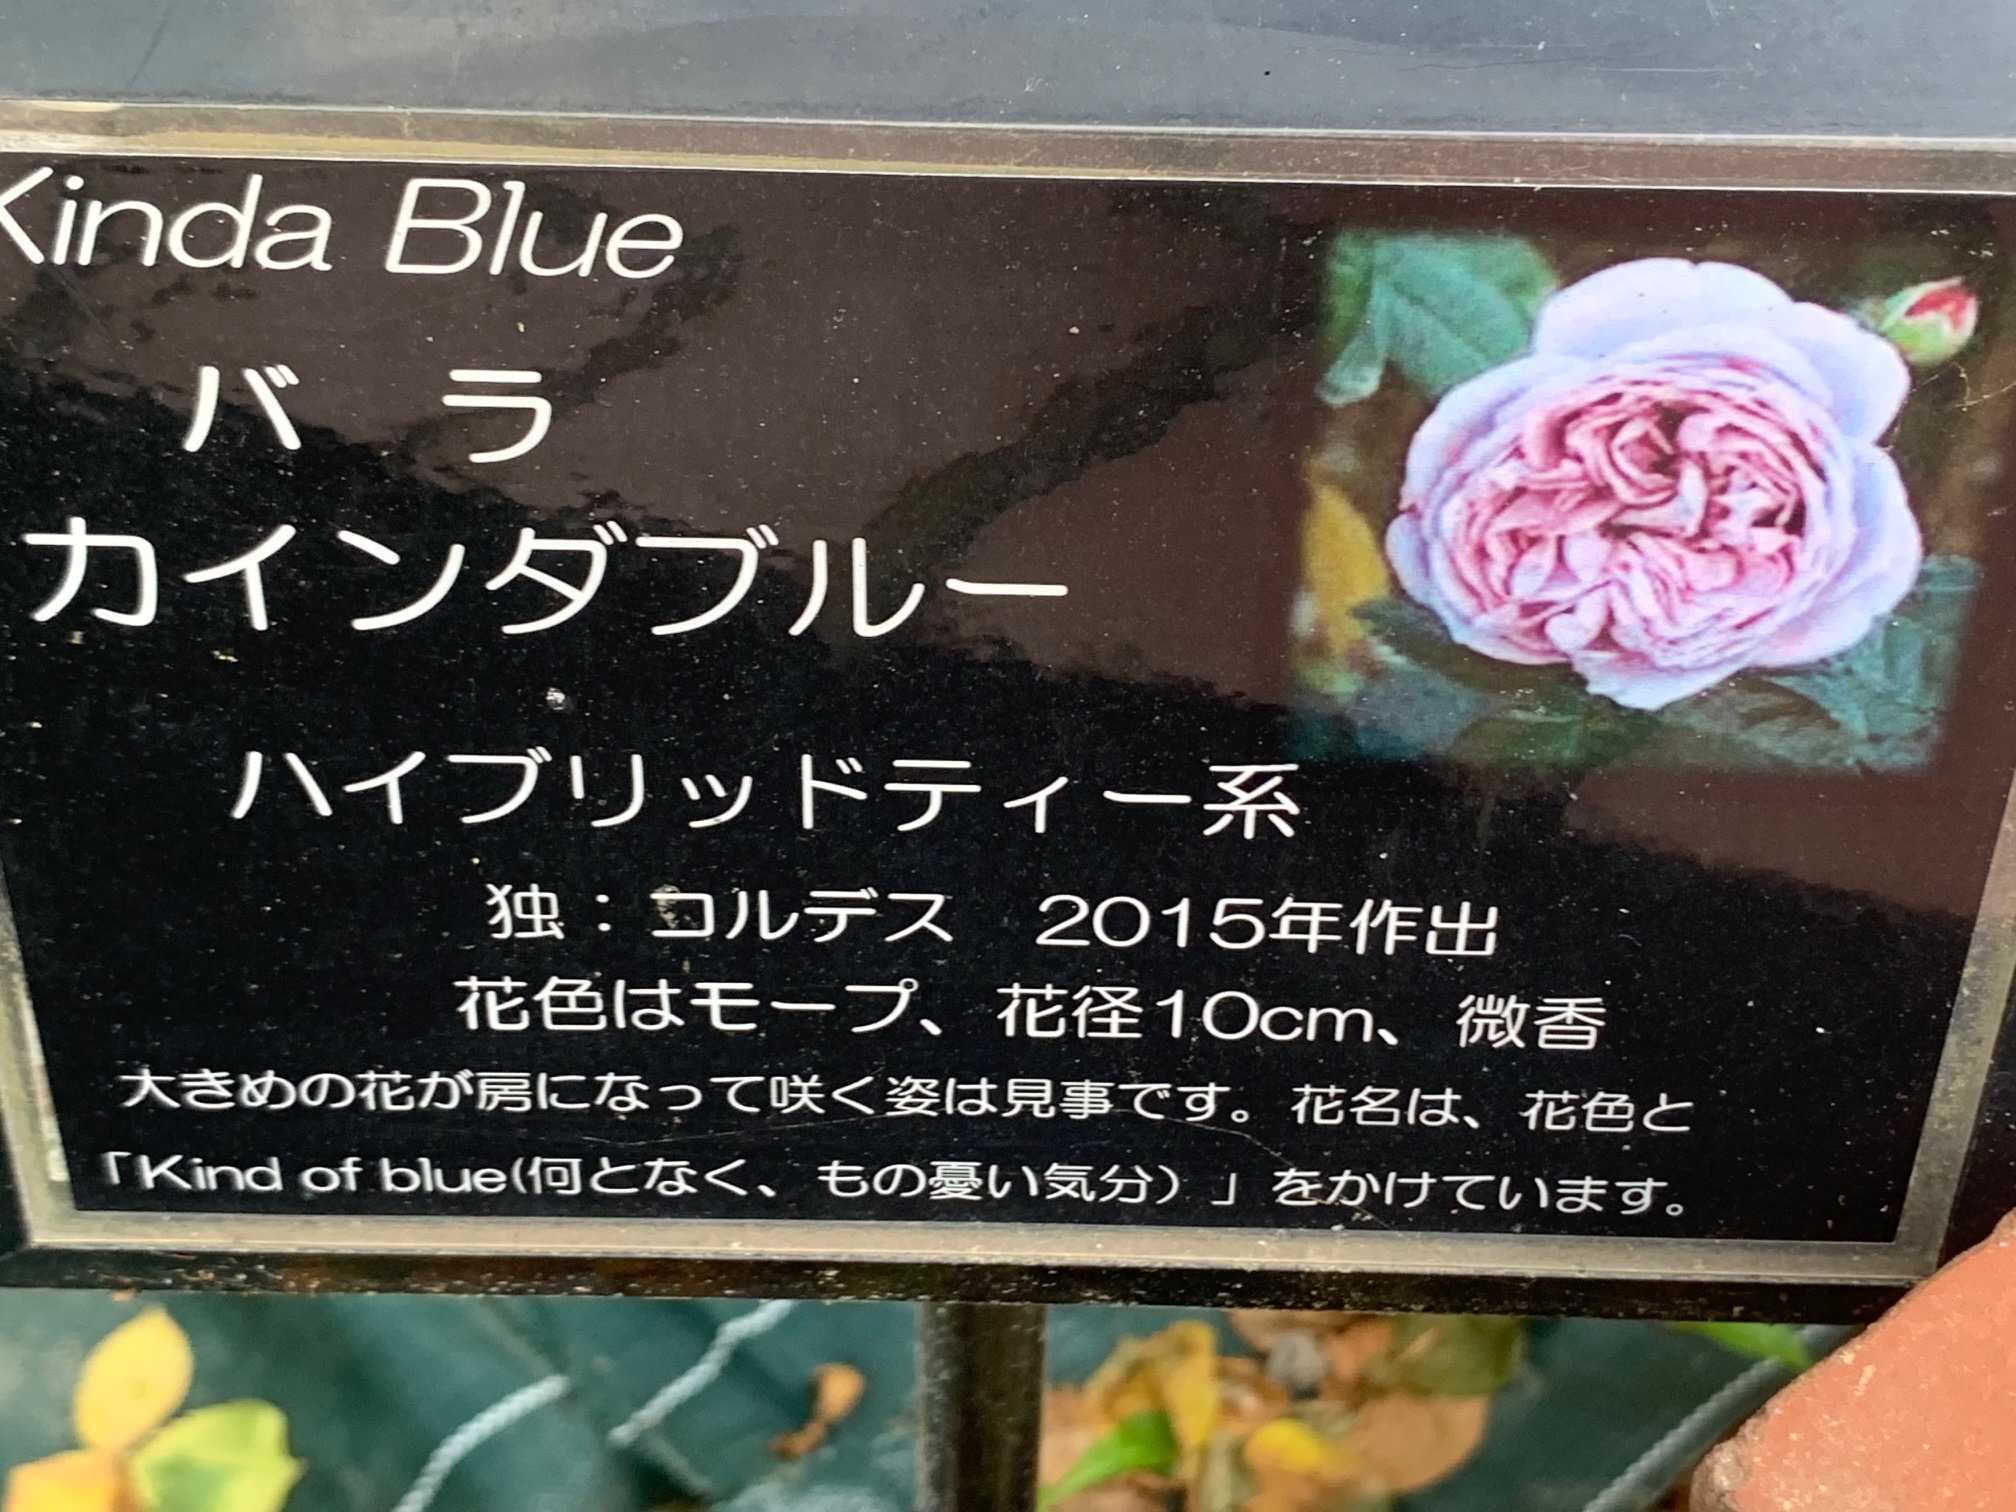 Kinda Blue
バ　ラ
カインダブルー
ハイブリッドティー系
独：コルデス　2015年作出
花色はモープ、花径10cm、微香
大きめの花が房になって咲く姿は見事です。花名は、花色と
「Kind of blue(何となく、もの憂い気分）」をかけています。